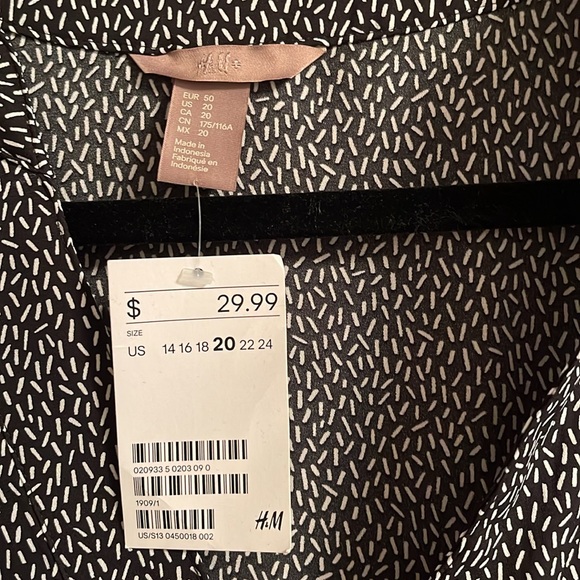 EUR 50
US 20
CA 20
CN 175/116A
MX 20
Made in
Indonesia
Fabriqué en
Indonésie
$ 29.99
SIZE
US 14 16 18 20 22 24
020933 5 0203 09 0
1909/1
H&M
US/S13 0450018 002